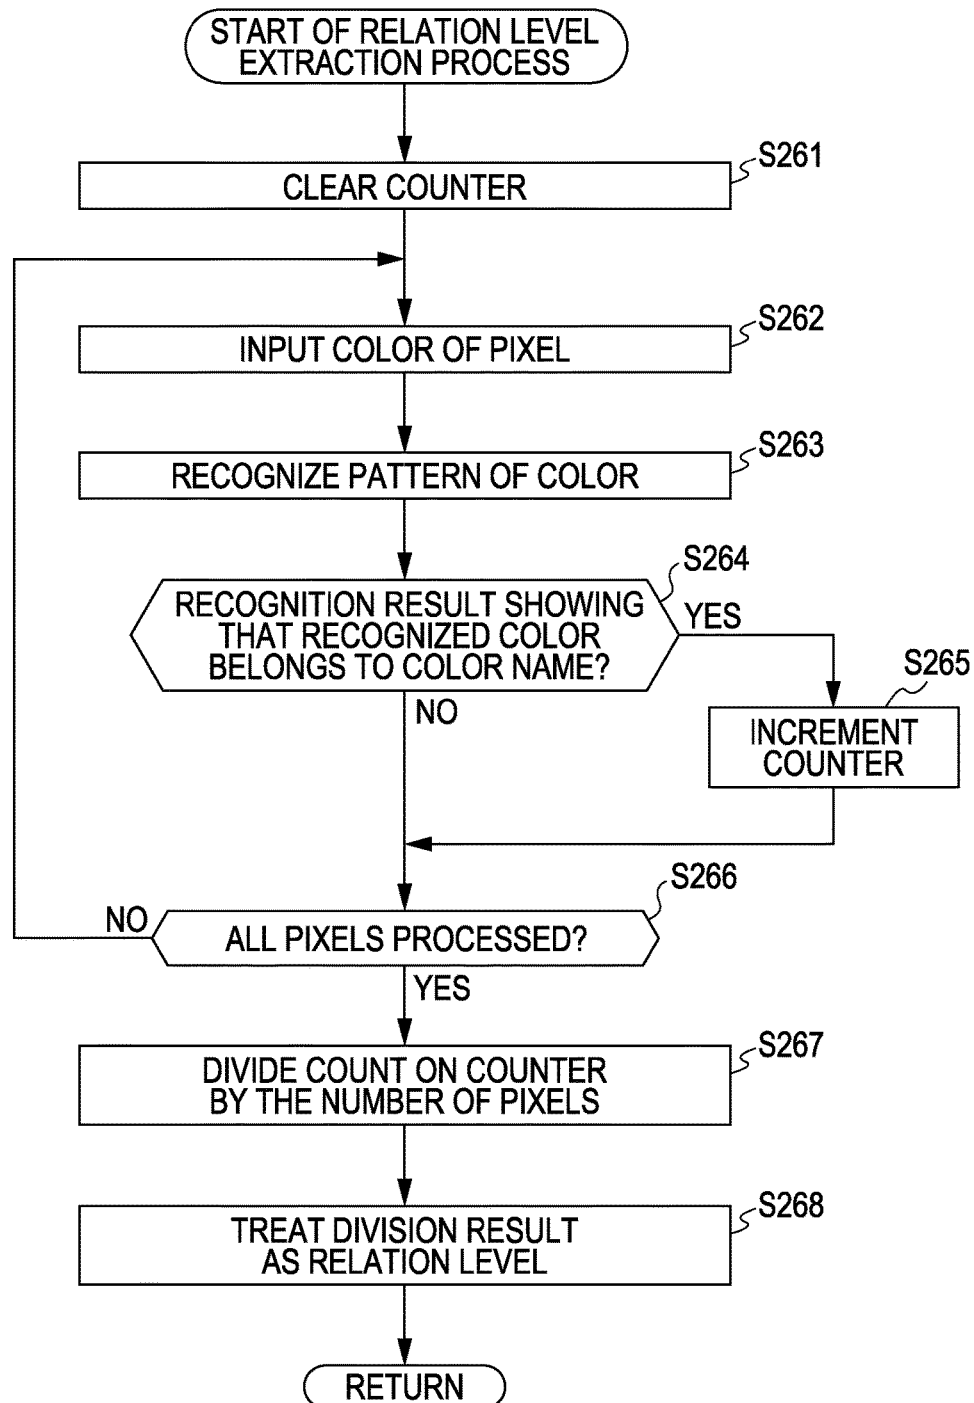 START OF RELATION LEVEL
EXTRACTION PROCESS
S261
CLEAR COUNTER
S262
INPUT COLOR OF PIXEL
S263
RECOGNIZE PATTERN OF COLOR
S264
RECOGNITION RESULT SHOWING
THAT RECOGNIZED COLOR
BELONGS TO COLOR NAME?
YES
NO
S265
INCREMENT
COUNTER
S266
ALL PIXELS PROCESSED?
NO
YES
S267
DIVIDE COUNT ON COUNTER
BY THE NUMBER OF PIXELS
S268
TREAT DIVISION RESULT
AS RELATION LEVEL
RETURN